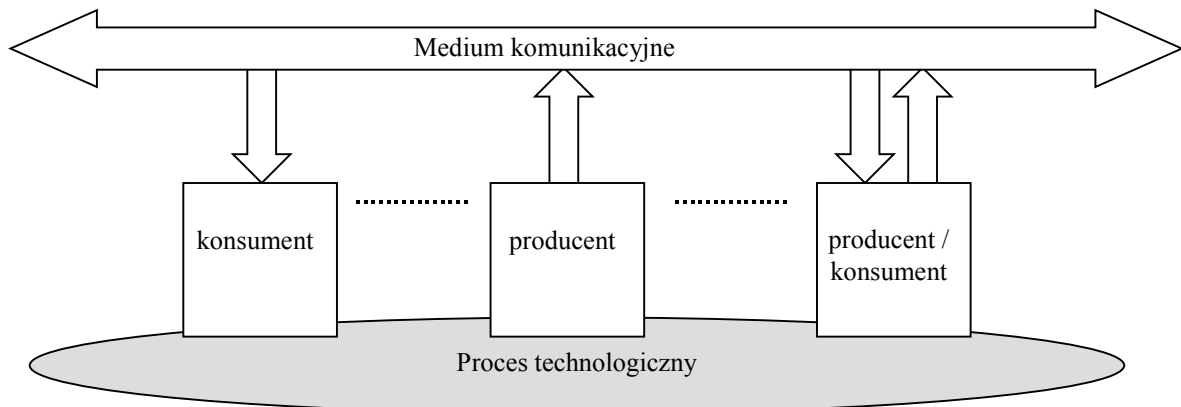 Medium komunikacyjne
konsument
producent
producent /
konsument
Proces technologiczny